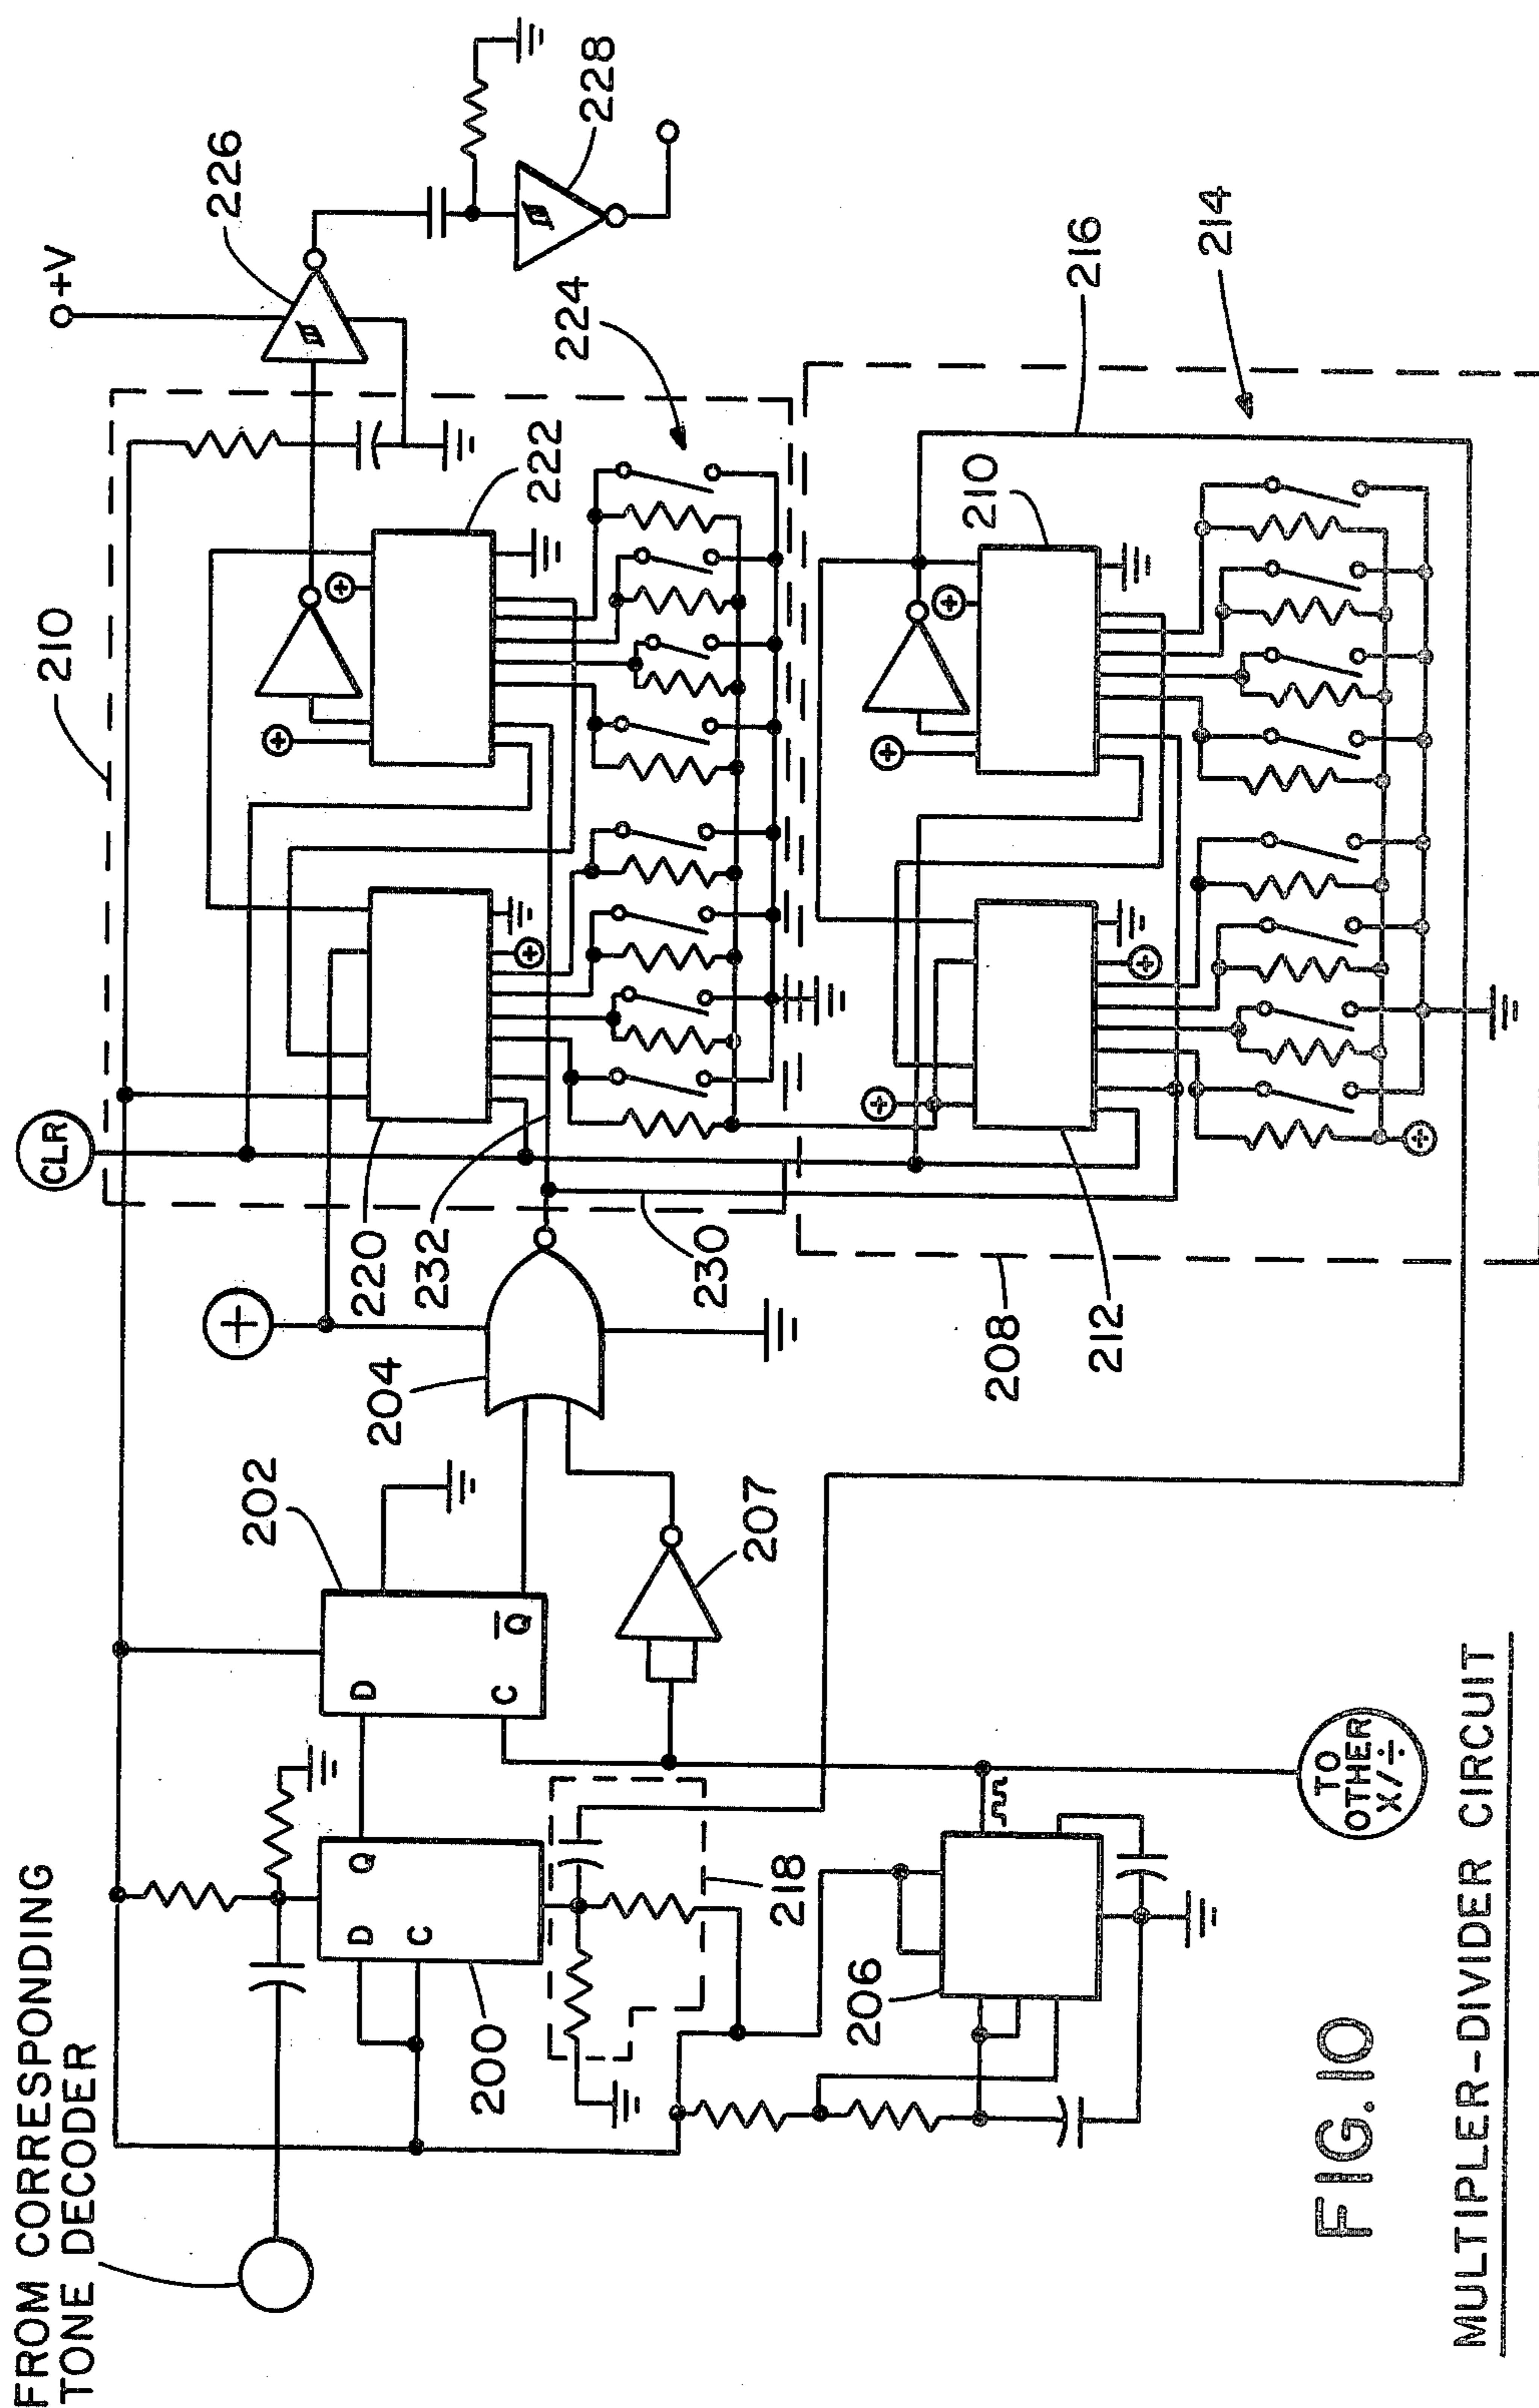 FROM CORRESPONDING
TONE DECODER
CLR
+V
210
226
228
202
204
220
232
222
224
D
Q
C
D
C
Q̅
200
218
207
230
206
208
212
210
216
214
TO
OTHER
X/÷
FIG. 10
MULTIPLER-DIVIDER CIRCUIT